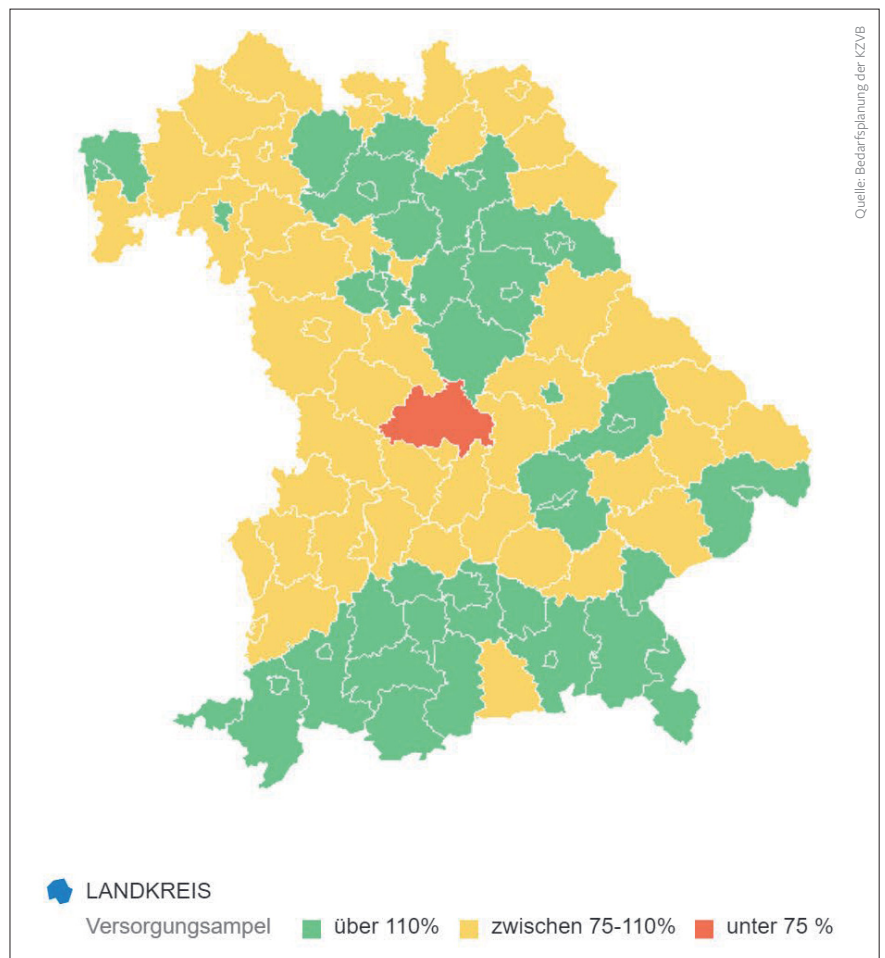 Quelle: Bedarfsplanung der KZVB
LANDKREIS
Versorgungsampel über 110% zwischen 75-110% unter 75 %